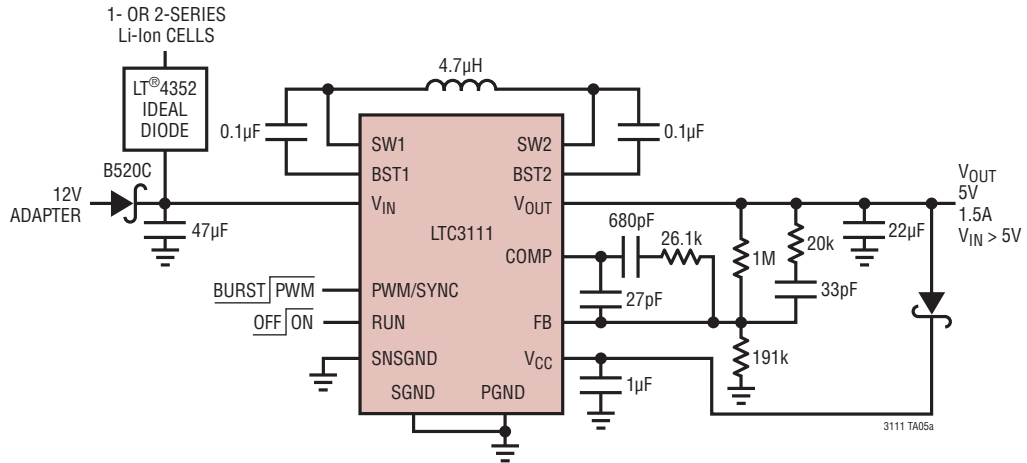 1- OR 2-SERIES
Li-Ion CELLS
LT®4352
IDEAL
DIODE
B520C
12V
ADAPTER
47µF
4.7µH
0.1µF
0.1µF
SW1
SW2
BST1
BST2
VIN
VOUT
LTC3111
COMP
PWM/SYNC
RUN
FB
SNSGND
VCC
SGND
PGND
BURST PWM
OFF ON
680pF
26.1k
27pF
1M
20k
33pF
22µF
191k
1µF
VOUT
5V
1.5A
VIN > 5V
3111 TA05a